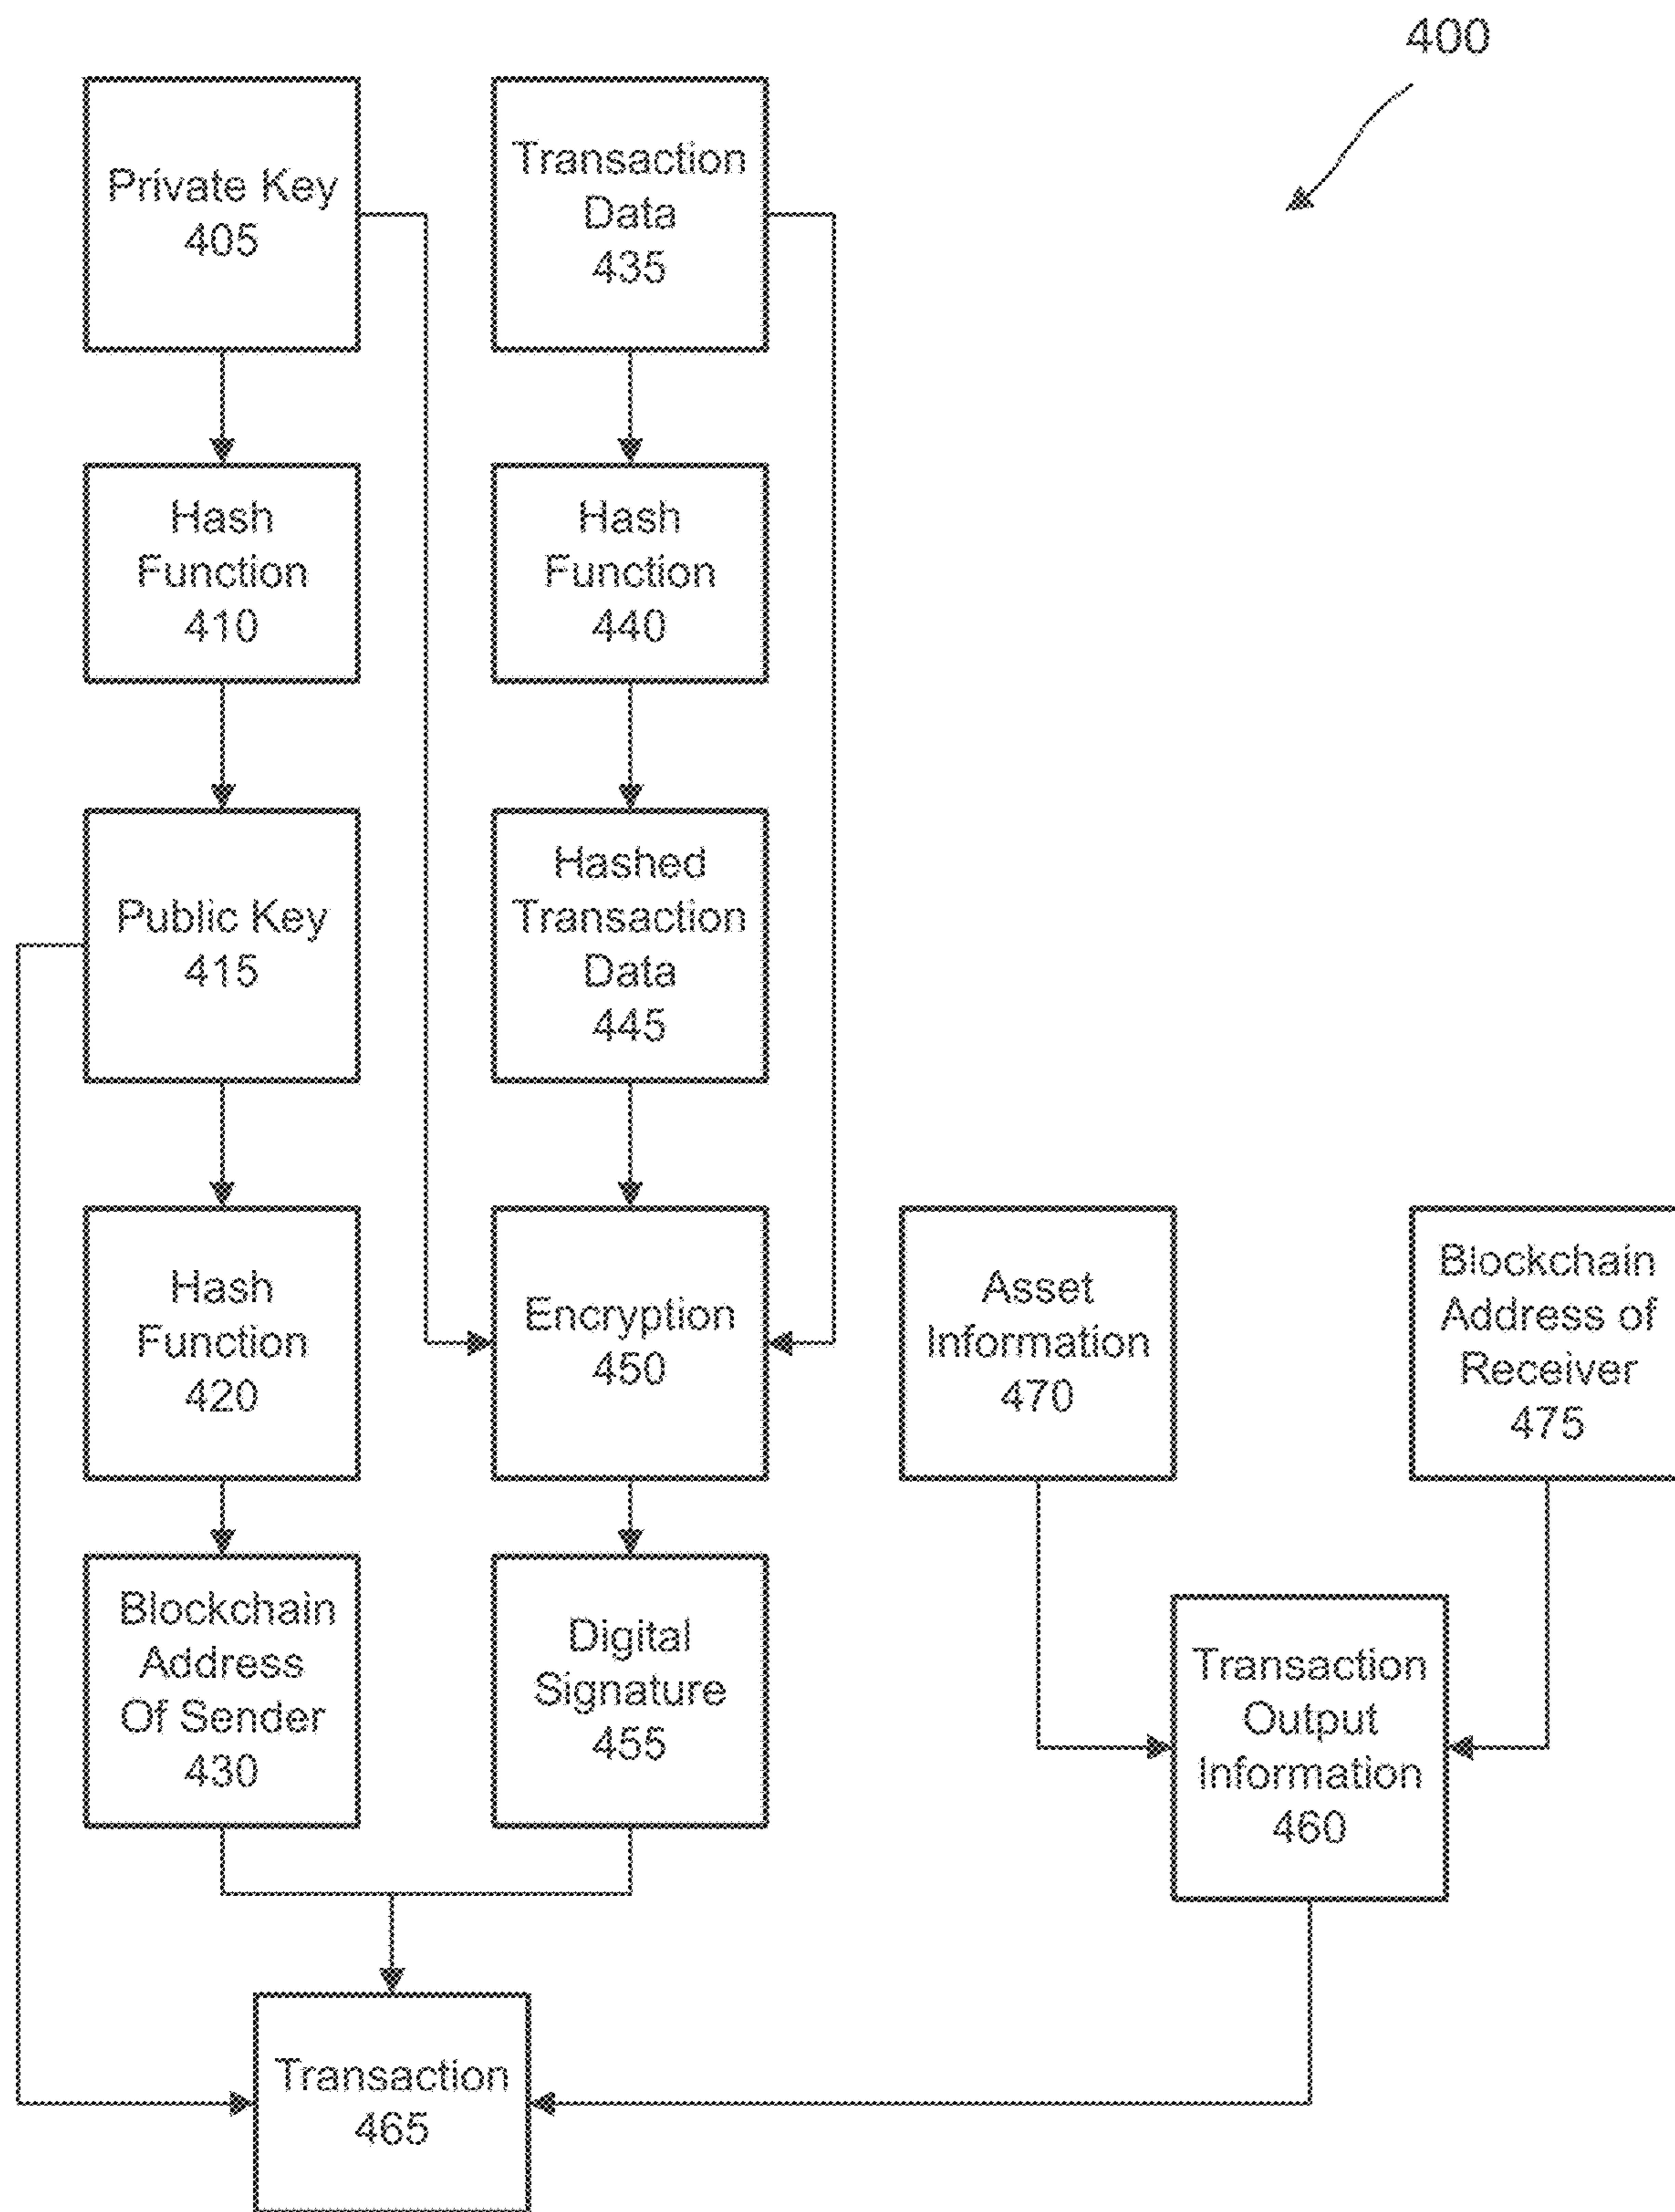 400
Private Key
405
Transaction
Data
435
Hash
Function
410
Hash
Function
440
Public Key
415
Hashed
Transaction
Data
445
Hash
Function
420
Encryption
450
Asset
Information
470
Blockchain
Address of
Receiver
475
Blockchain
Address
Of Sender
430
Digital
Signature
455
Transaction
Output
Information
460
Transaction
465